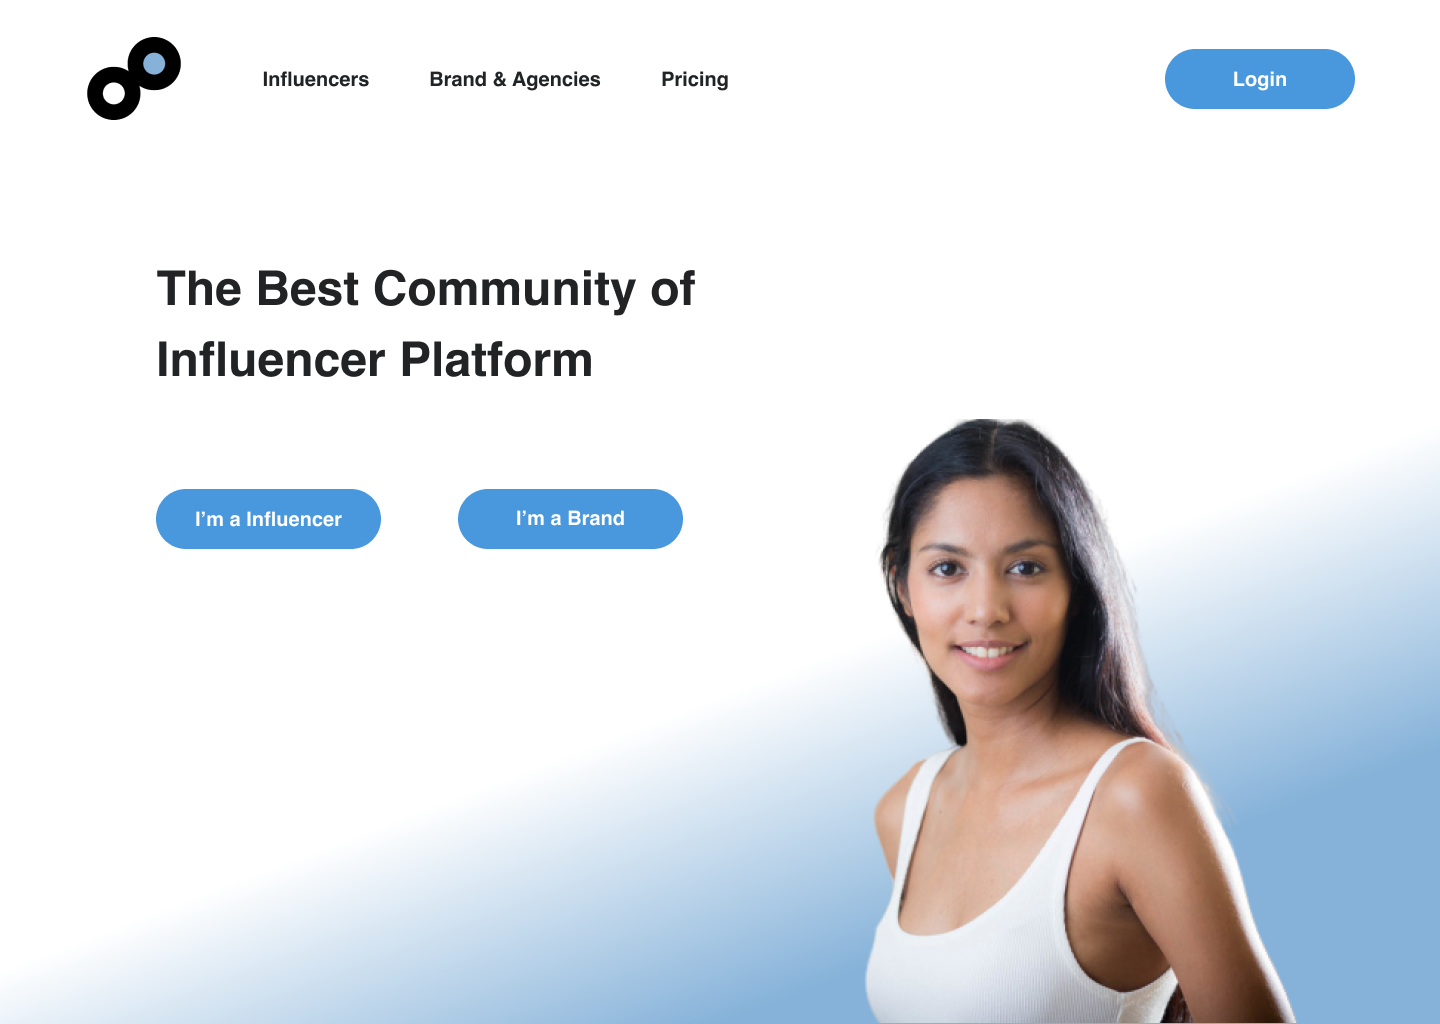 Influencers
Brand & Agencies
Pricing
Login
The Best Community of
Influencer Platform
I’m a Influencer
I’m a Brand